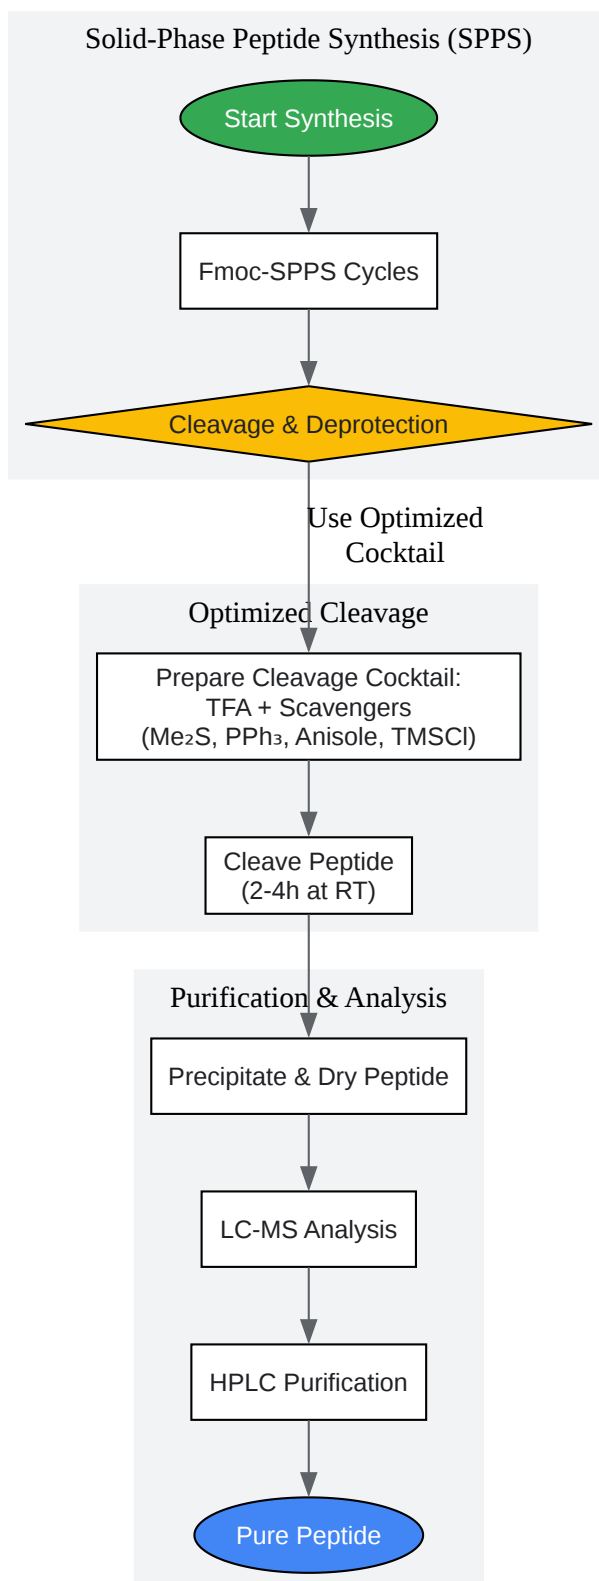 Solid-Phase Peptide Synthesis (SPPS)
Start Synthesis
Fmoc-SPPS Cycles
Cleavage & Deprotection
Use Optimized
Cocktail
Optimized Cleavage
Prepare Cleavage Cocktail:
TFA + Scavengers
(Me₂S, PPh₃, Anisole, TMSCl)
Cleave Peptide
(2-4h at RT)
Purification & Analysis
Precipitate & Dry Peptide
LC-MS Analysis
HPLC Purification
Pure Peptide